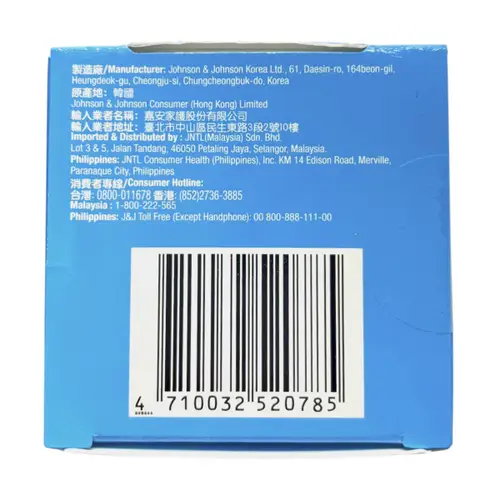 製造廠/Manufacturer: Johnson & Johnson Korea Ltd., 61, Daesin-ro, 164beon-gil,
Heungdeok-gu, Cheongju-si, Chungcheongbuk-do, Korea
原產地: 韓國
Johnson & Johnson Consumer (Hong Kong) Limited
輸入業者名稱: 嘉安家護股份有限公司
輸入業者地址: 臺北市中山區民生東路3段2號10樓
Imported & Distributed by : JNTL(Malaysia) Sdn. Bhd.
Lot 3 & 5, Jalan Tandang, 46050 Petaling Jaya, Selangor, Malaysia.
Philippines: JNTL Consumer Health (Philippines), Inc. KM 14 Edison Road, Merville,
Paranaque City, Philippines
消費者專線/Consumer Hotline:
台灣: 0800-011678 香港: (852)2736-3885
Malaysia : 1-800-222-565
Philippines: J&J Toll Free (Except Handphone): 00 800-888-111-00
4 710032 520785